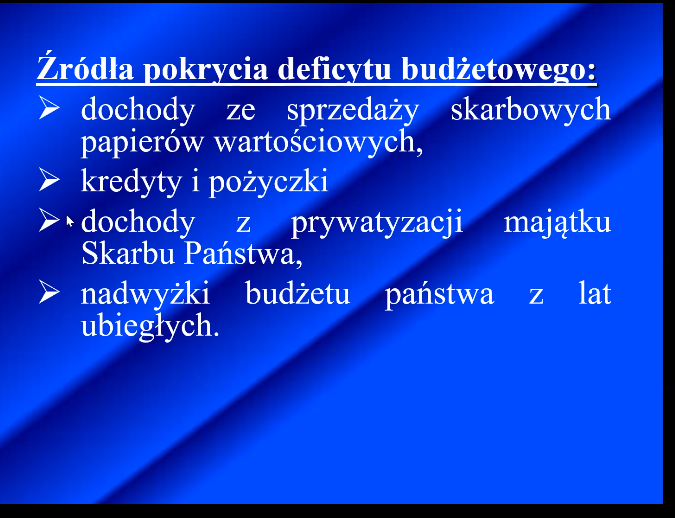 Źródła pokrycia deficytu budżetowego:
➢ dochody ze sprzedaży skarbowych
papierów wartościowych,
➢ kredyty i pożyczki
➢ dochody z prywatyzacji majątku
Skarbu Państwa,
➢ nadwyżki budżetu państwa z lat
ubiegłych.